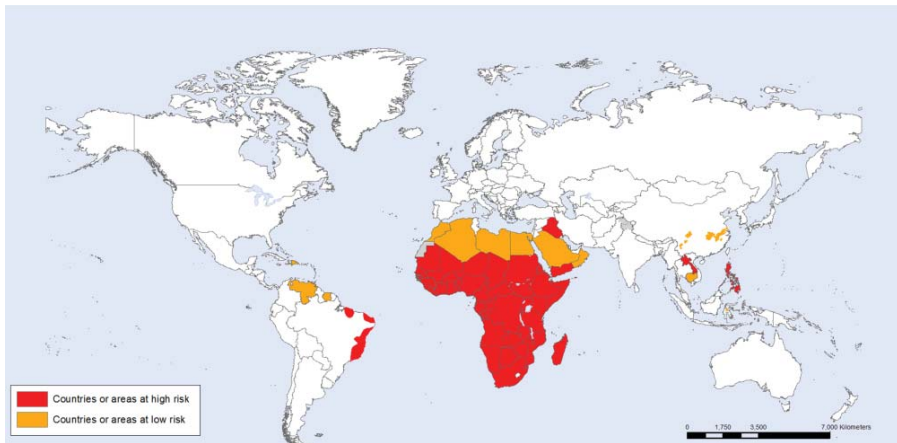 Countries or areas at high risk
Countries or areas at low risk
0 1,750 3,500 7,000 Kilometers